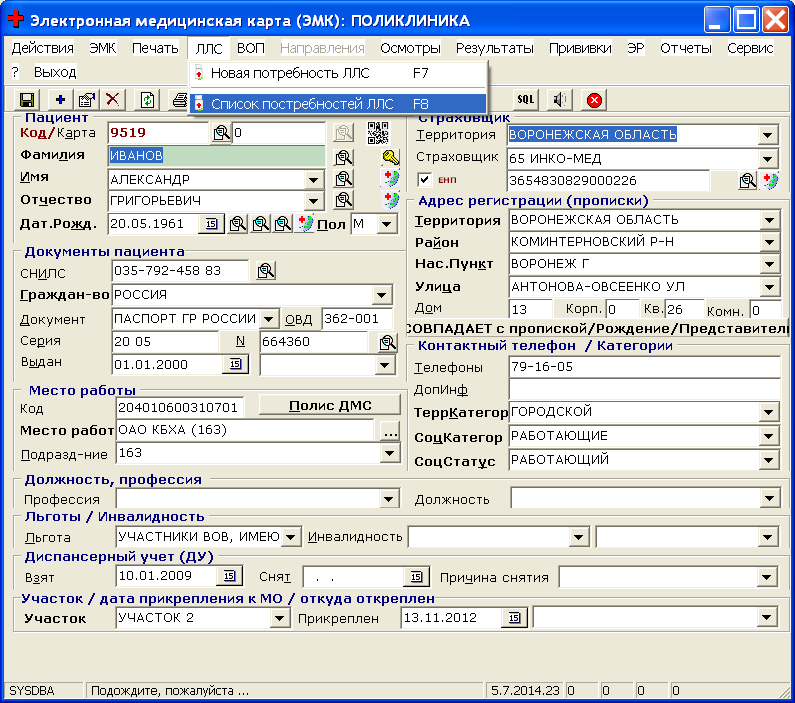 Электронная медицинская карта (ЭМК): ПОЛИКЛИНИКА
Действия ЭМК Печать ЛЛС ВОП Направления Осмотры Результаты Прививки ЭР Отчеты Сервис
? Выход
Новая потребность ЛЛС F7
Список постребностей ЛЛС F8
SQL
Пациент
Код/Карта 9519 0
Фамилия ИВАНОВ
Имя АЛЕКСАНДР
Отчество ГРИГОРЬЕВИЧ
Дат.Рожд. 20.05.1961 15 Пол М
Страховщик
Территория ВОРОНЕЖСКАЯ ОБЛАСТЬ
Страховщик 65 ИНКО-МЕД
ЕНП 3654830829000226
Адрес регистрации (прописки)
Территория ВОРОНЕЖСКАЯ ОБЛАСТЬ
Район КОМИНТЕРНОВСКИЙ Р-Н
Нас.Пункт ВОРОНЕЖ Г
Улица АНТОНОВА-ОВСЕЕНКО УЛ
Дом 13 Корп. 0 Кв. 26 Комн. 0
СОВПАДАЕТ с пропиской/Рождение/Представитель
Документы пациента
СНИЛС 035-792-458 83
Граждан-во РОССИЯ
Документ ПАСПОРТ ГР РОССИИ ОВД 362-001
Серия 20 05 N 664360
Выдан 01.01.2000 15
Контактный телефон / Категории
Телефоны 79-16-05
ДопИнф
ТеррКатегор ГОРОДСКОЙ
СоцКатегор РАБОТАЮЩИЕ
СоцСтатус РАБОТАЮЩИЙ
Место работы
Код 204010600310701 Полис ДМС
Место работ ОАО КБХА (163) ...
Подразд-ние 163
Должность, профессия
Профессия Должность
Льготы / Инвалидность
Льгота УЧАСТНИКИ ВОВ, ИМЕЮ Инвалидность
Диспансерный учет (ДУ)
Взят 10.01.2009 15 Снят . . 15 Причина снятия
Участок / дата прикрепления к МО / откуда откреплен
Участок УЧАСТОК 2 Прикреплен 13.11.2012 15
SYSDBA Подождите, пожалуйста ... 5.7.2014.23 0 0 0 0